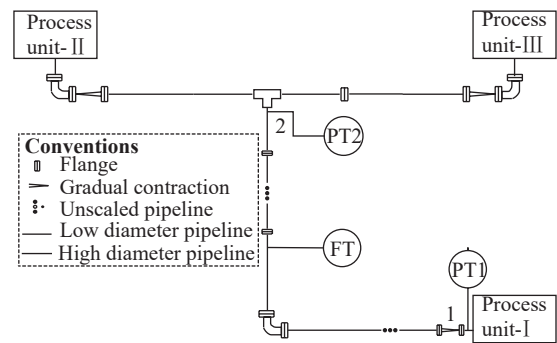 Process
unit-Ⅱ
Process
unit-Ⅲ
2
PT2
Conventions
Flange
Gradual contraction
Unscaled pipeline
Low diameter pipeline
High diameter pipeline
FT
PT1
1
Process
unit-Ⅰ